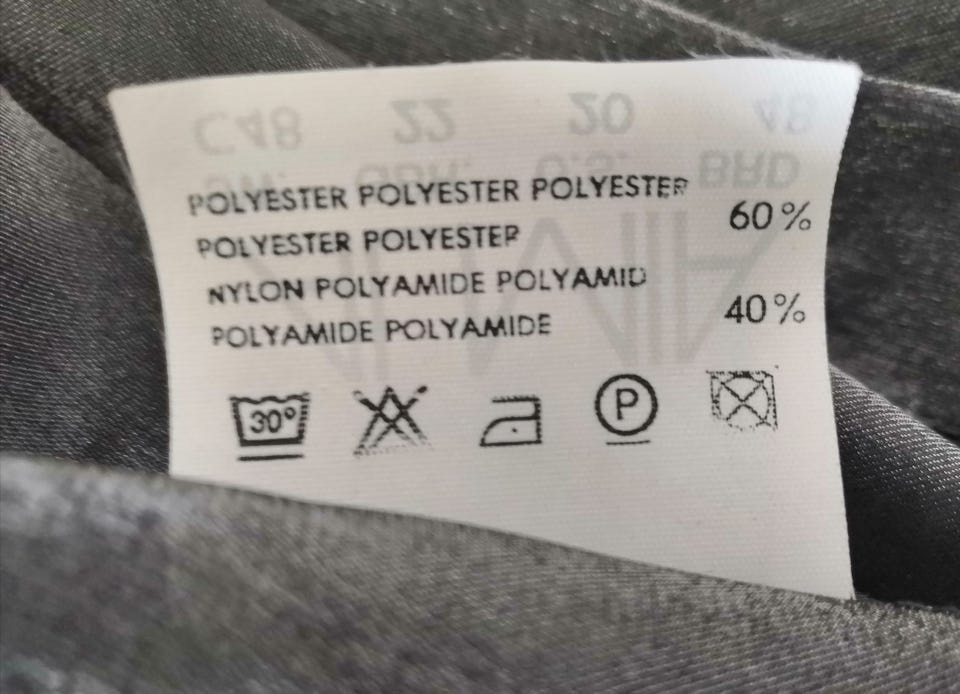 POLYESTER POLYESTER POLYESTER
POLYESTER POLYESTER 60%
NYLON POLYAMIDE POLYAMID
POLYAMIDE POLYAMIDE 40%
30° P